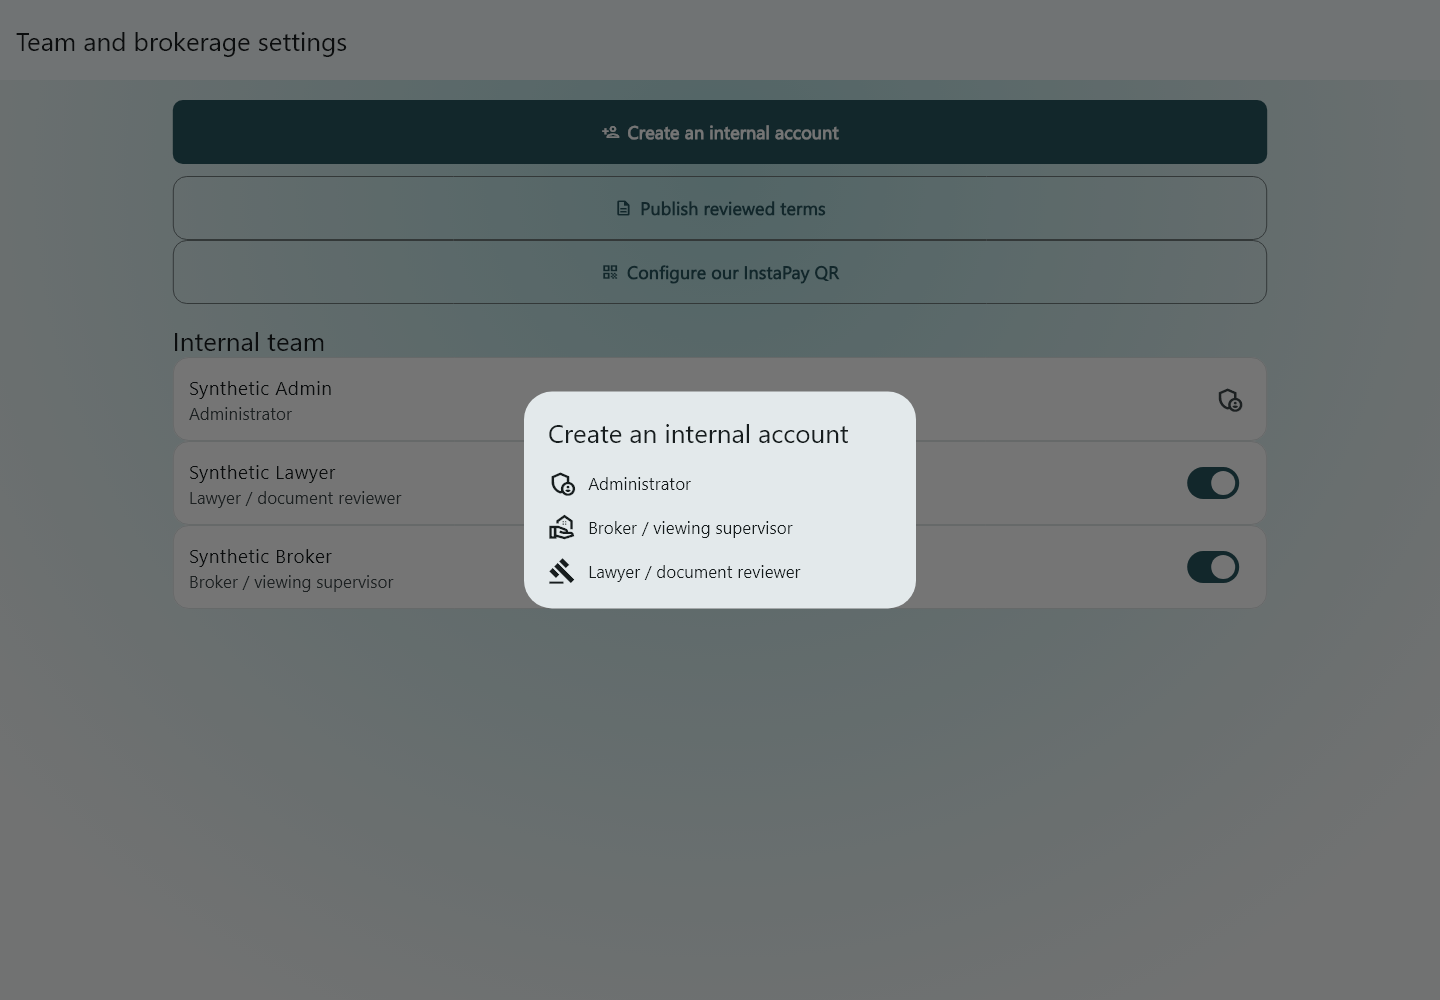 Team and brokerage settings
Create an internal account
Publish reviewed terms
Configure our InstaPay QR
Internal team
Synthetic Admin
Administrator
Synthetic Lawyer
Lawyer / document reviewer
Synthetic Broker
Broker / viewing supervisor
Create an internal account
Administrator
Broker / viewing supervisor
Lawyer / document reviewer